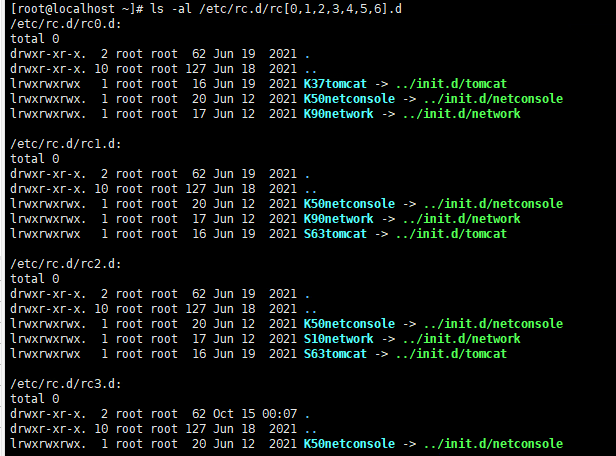 [root@localhost ~]# ls -al /etc/rc.d/rc[0,1,2,3,4,5,6].d
/etc/rc.d/rc0.d:
total 0
drwxr-xr-x.  2 root root  62 Jun 19  2021 .
drwxr-xr-x. 10 root root 127 Jun 18  2021 ..
lrwxrwxrwx   1 root root  16 Jun 19  2021 K37tomcat -> ../init.d/tomcat
lrwxrwxrwx.  1 root root  20 Jun 12  2021 K50netconsole -> ../init.d/netconsole
lrwxrwxrwx.  1 root root  17 Jun 12  2021 K90network -> ../init.d/network

/etc/rc.d/rc1.d:
total 0
drwxr-xr-x.  2 root root  62 Jun 19  2021 .
drwxr-xr-x. 10 root root 127 Jun 18  2021 ..
lrwxrwxrwx.  1 root root  20 Jun 12  2021 K50netconsole -> ../init.d/netconsole
lrwxrwxrwx.  1 root root  17 Jun 12  2021 K90network -> ../init.d/network
lrwxrwxrwx   1 root root  16 Jun 19  2021 S63tomcat -> ../init.d/tomcat

/etc/rc.d/rc2.d:
total 0
drwxr-xr-x.  2 root root  62 Jun 19  2021 .
drwxr-xr-x. 10 root root 127 Jun 18  2021 ..
lrwxrwxrwx.  1 root root  20 Jun 12  2021 K50netconsole -> ../init.d/netconsole
lrwxrwxrwx.  1 root root  17 Jun 12  2021 S10network -> ../init.d/network
lrwxrwxrwx   1 root root  16 Jun 19  2021 S63tomcat -> ../init.d/tomcat

/etc/rc.d/rc3.d:
total 0
drwxr-xr-x.  2 root root  62 Oct 15 00:07 .
drwxr-xr-x. 10 root root 127 Jun 18  2021 ..
lrwxrwxrwx.  1 root root  20 Jun 12  2021 K50netconsole -> ../init.d/netconsole